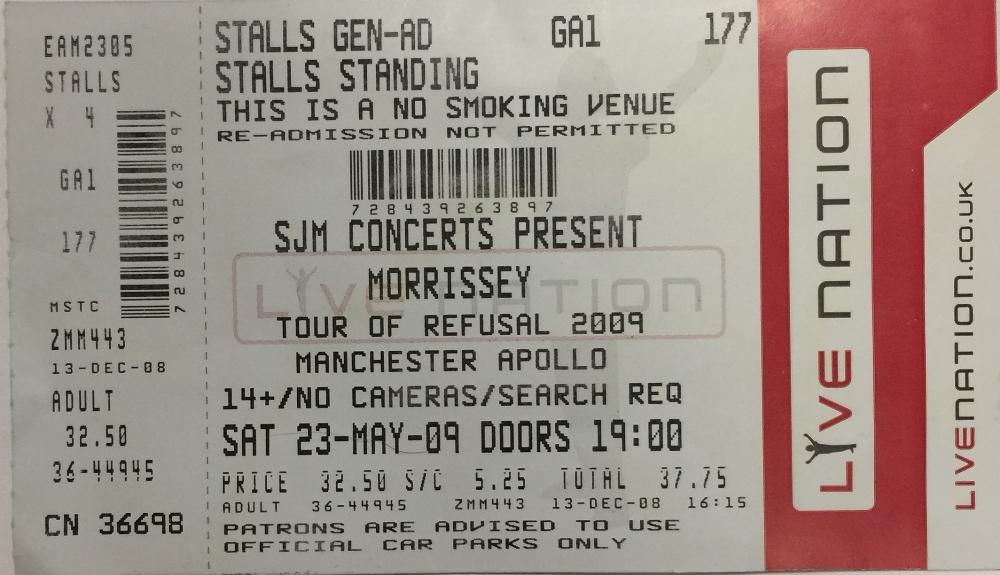 EAM2305
STALLS
X 4
GA1
177
728439263897
MSTC
ZMM443
13-DEC-08
ADULT
32.50
36-44945
CN 36698
STALLS GEN-AD GA1 177
STALLS STANDING
THIS IS A NO SMOKING VENUE
RE-ADMISSION NOT PERMITTED
728439263897
SJM CONCERTS PRESENT
MORRISSEY
LIVE NATION
TOUR OF REFUSAL 2009
MANCHESTER APOLLO
14+/NO CAMERAS/SEARCH REQ
SAT 23-MAY-09 DOORS 19:00
PRICE 32.50 S/C 5.25 TOTAL 37.75
ADULT 36-44945 ZMM443 13-DEC-08 16:15
PATRONS ARE ADVISED TO USE
OFFICIAL CAR PARKS ONLY
LIVE NATION
LIVENATION.CO.UK